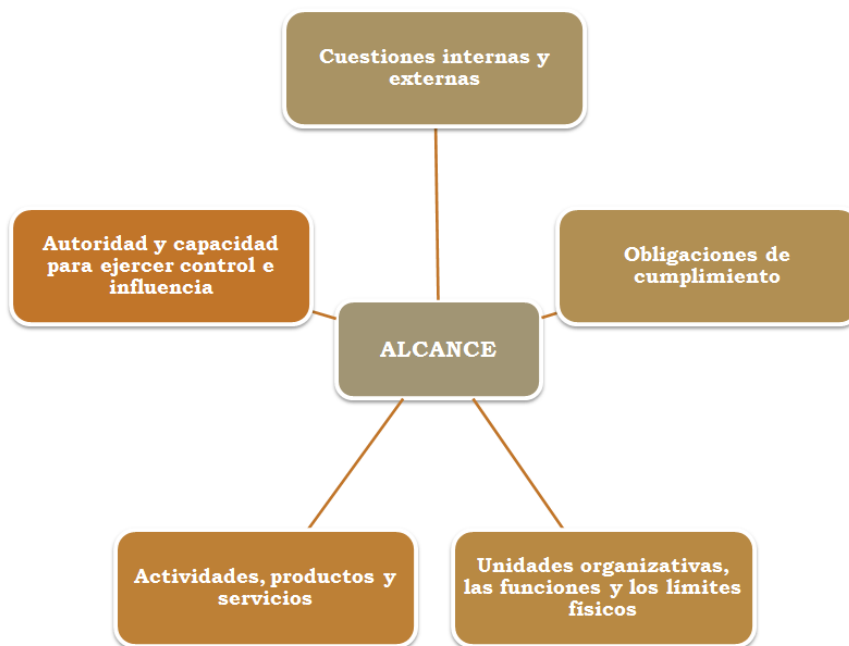 Cuestiones internas y
externas
Autoridad y capacidad
para ejercer control e
influencia
Obligaciones de
cumplimiento
ALCANCE
Actividades, productos y
servicios
Unidades organizativas,
las funciones y los límites
físicos